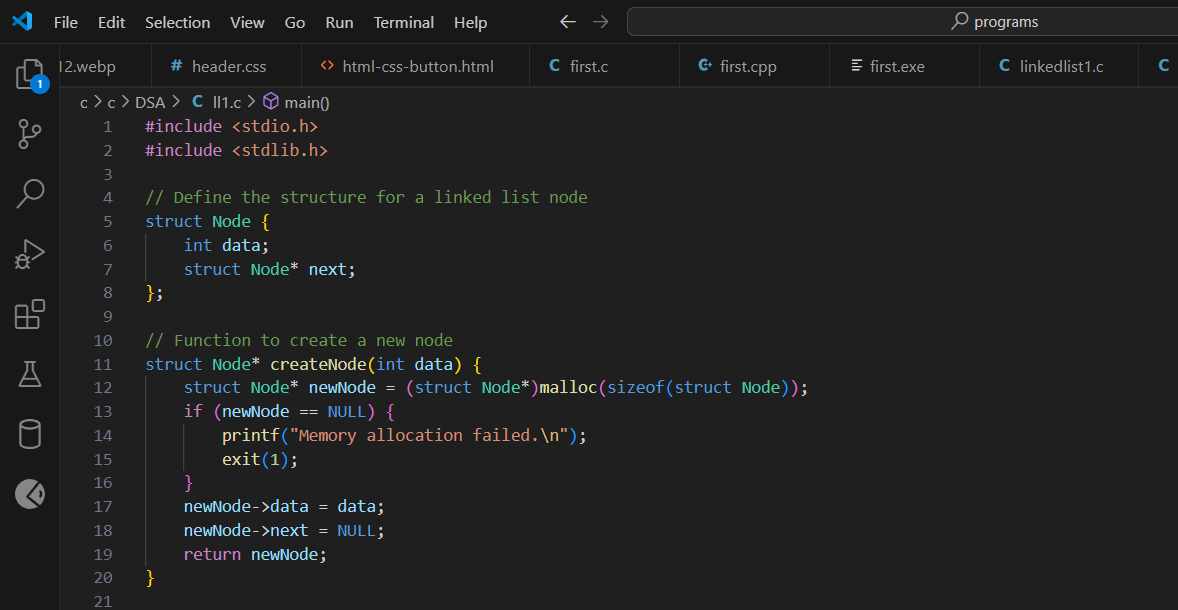 File Edit Selection View Go Run Terminal Help programs
12.webp # header.css <> html-css-button.html C first.c C++ first.cpp first.exe C linkedlist1.c C
1
c > c > DSA > C ll1.c > main()
1 #include <stdio.h>
2 #include <stdlib.h>
3
4 // Define the structure for a linked list node
5 struct Node {
6     int data;
7     struct Node* next;
8 };
9
10 // Function to create a new node
11 struct Node* createNode(int data) {
12     struct Node* newNode = (struct Node*)malloc(sizeof(struct Node));
13     if (newNode == NULL) {
14         printf("Memory allocation failed.\n");
15         exit(1);
16     }
17     newNode->data = data;
18     newNode->next = NULL;
19     return newNode;
20 }
21